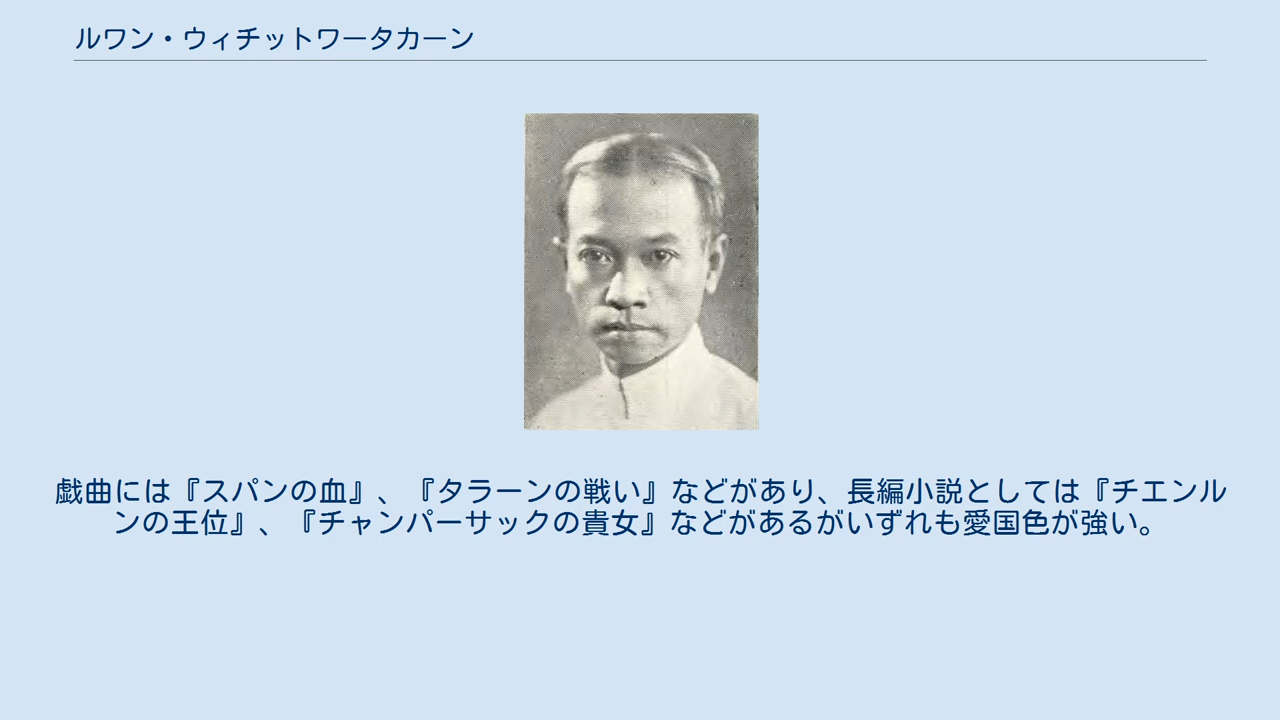 ルワン・ウィチットワータカーン
戯曲には『スパンの血』、『タラーンの戦い』などがあり、長編小説としては『チエンル
ンの王位』、『チャンパーサックの貴女』などがあるがいずれも愛国色が強い。